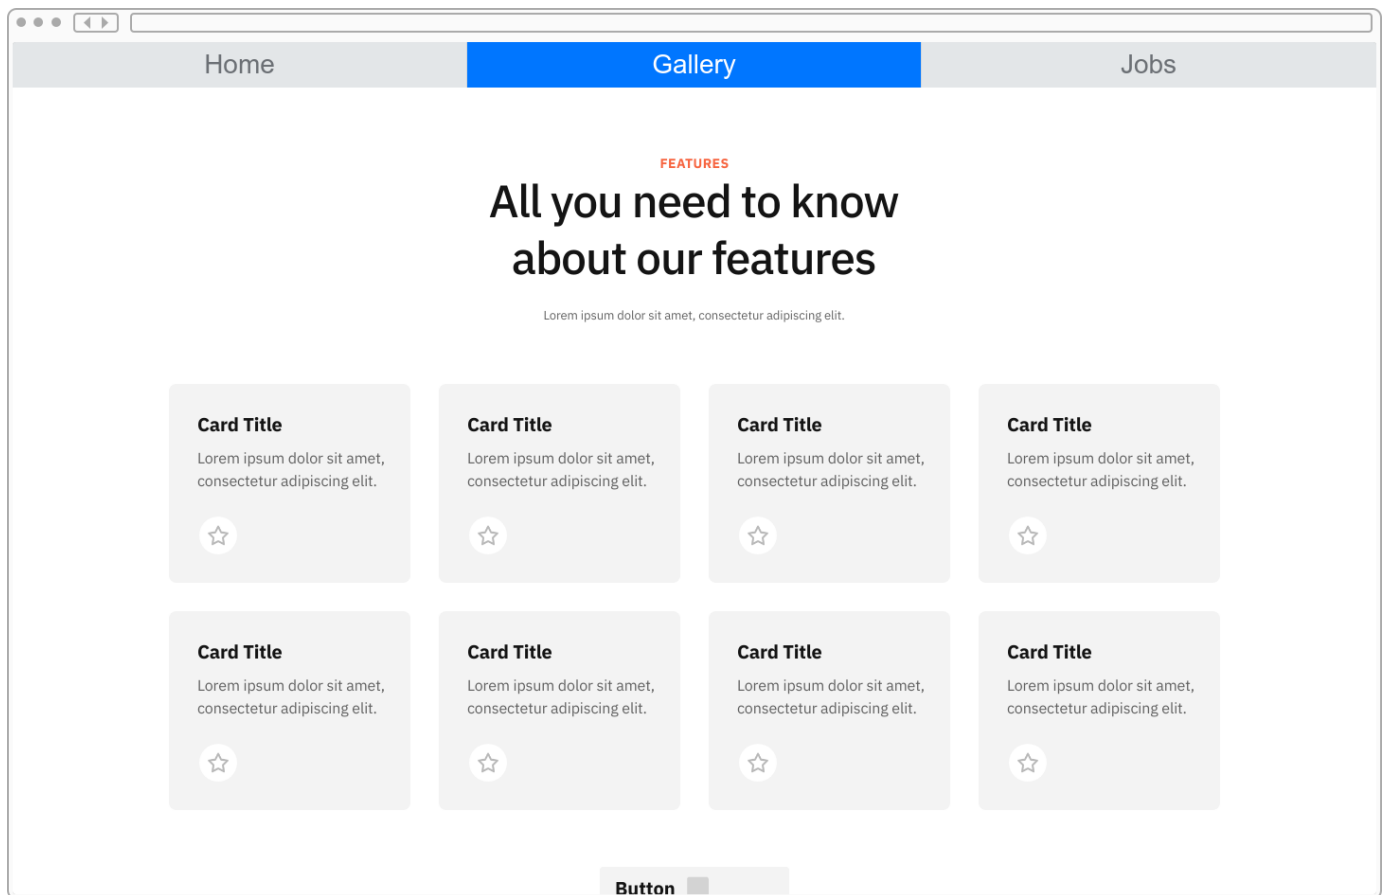 Home Gallery Jobs
FEATURES
All you need to know
about our features
Lorem ipsum dolor sit amet, consectetur adipiscing elit.
Card Title
Lorem ipsum dolor sit amet,
consectetur adipiscing elit.
Card Title
Lorem ipsum dolor sit amet,
consectetur adipiscing elit.
Card Title
Lorem ipsum dolor sit amet,
consectetur adipiscing elit.
Card Title
Lorem ipsum dolor sit amet,
consectetur adipiscing elit.
Card Title
Lorem ipsum dolor sit amet,
consectetur adipiscing elit.
Card Title
Lorem ipsum dolor sit amet,
consectetur adipiscing elit.
Card Title
Lorem ipsum dolor sit amet,
consectetur adipiscing elit.
Card Title
Lorem ipsum dolor sit amet,
consectetur adipiscing elit.
Button